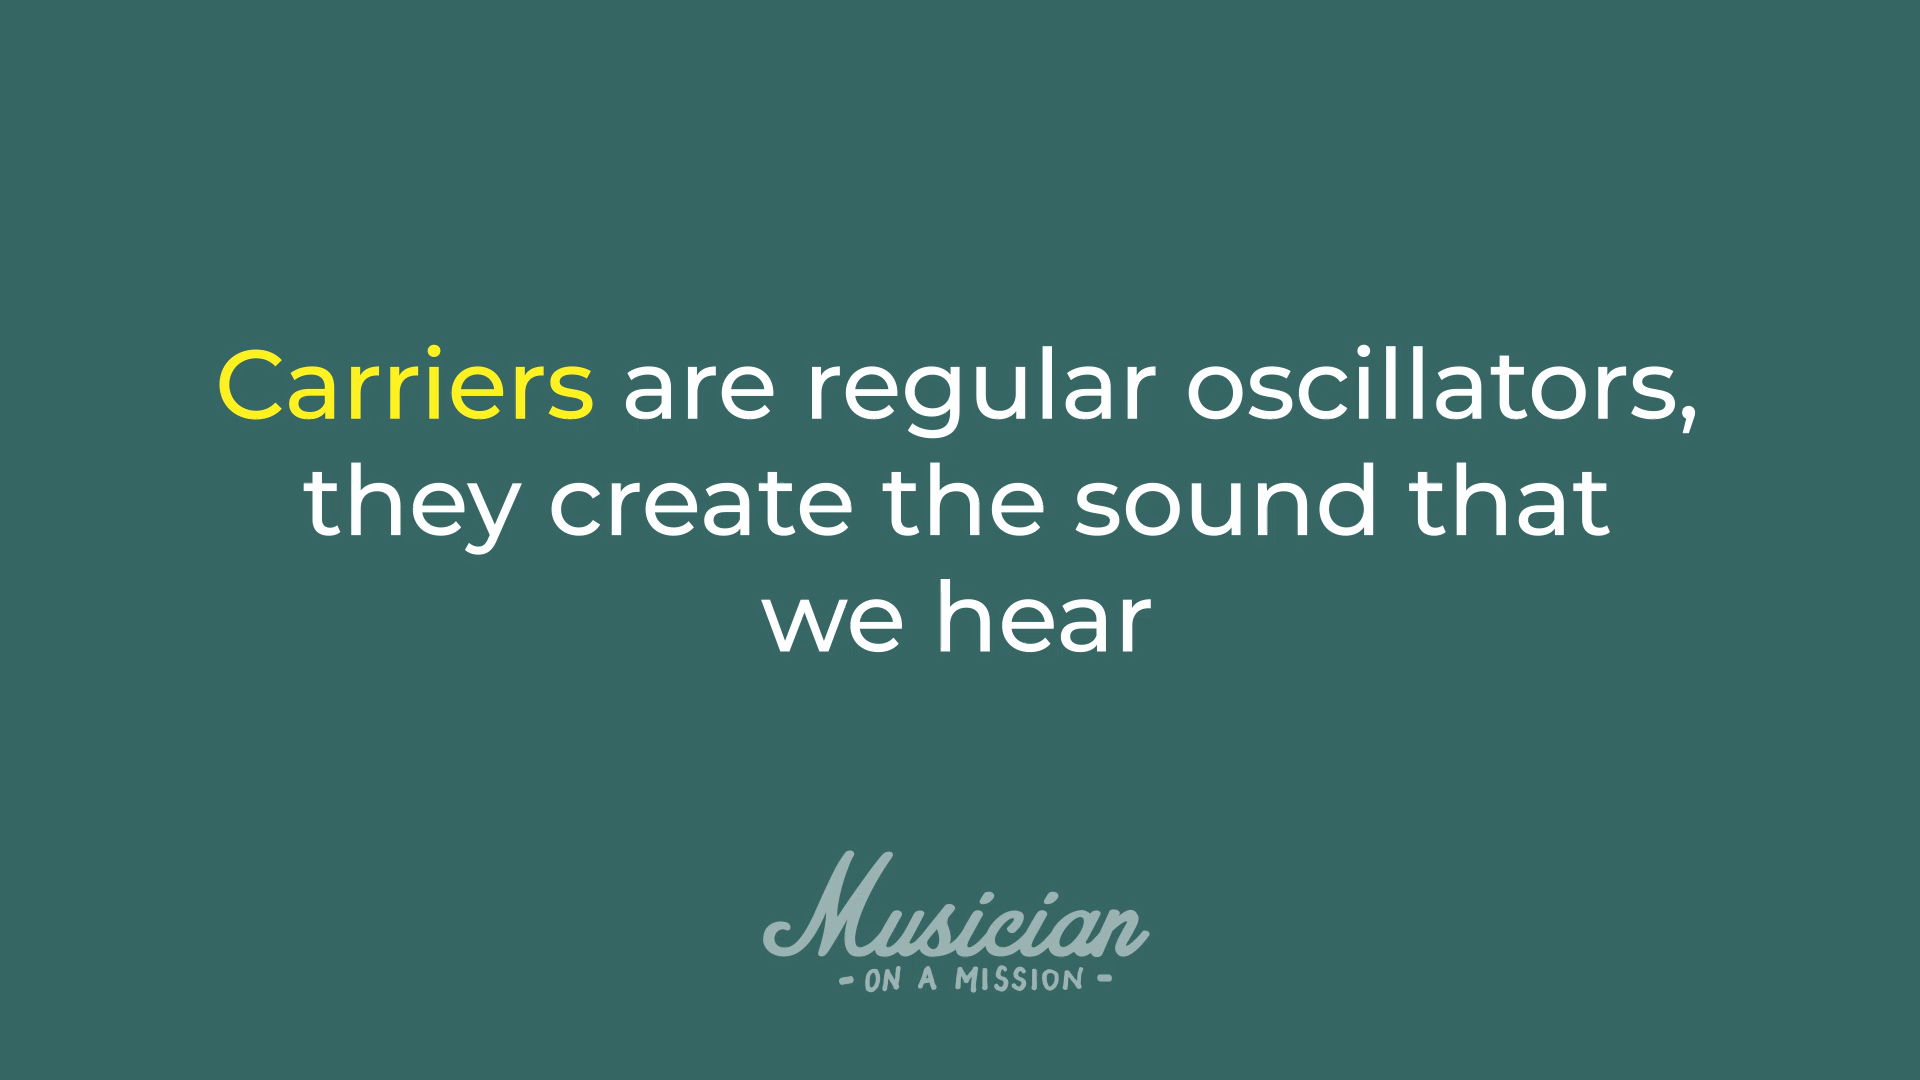 Carriers are regular oscillators,
they create the sound that
we hear
Musician
- ON A MISSION -